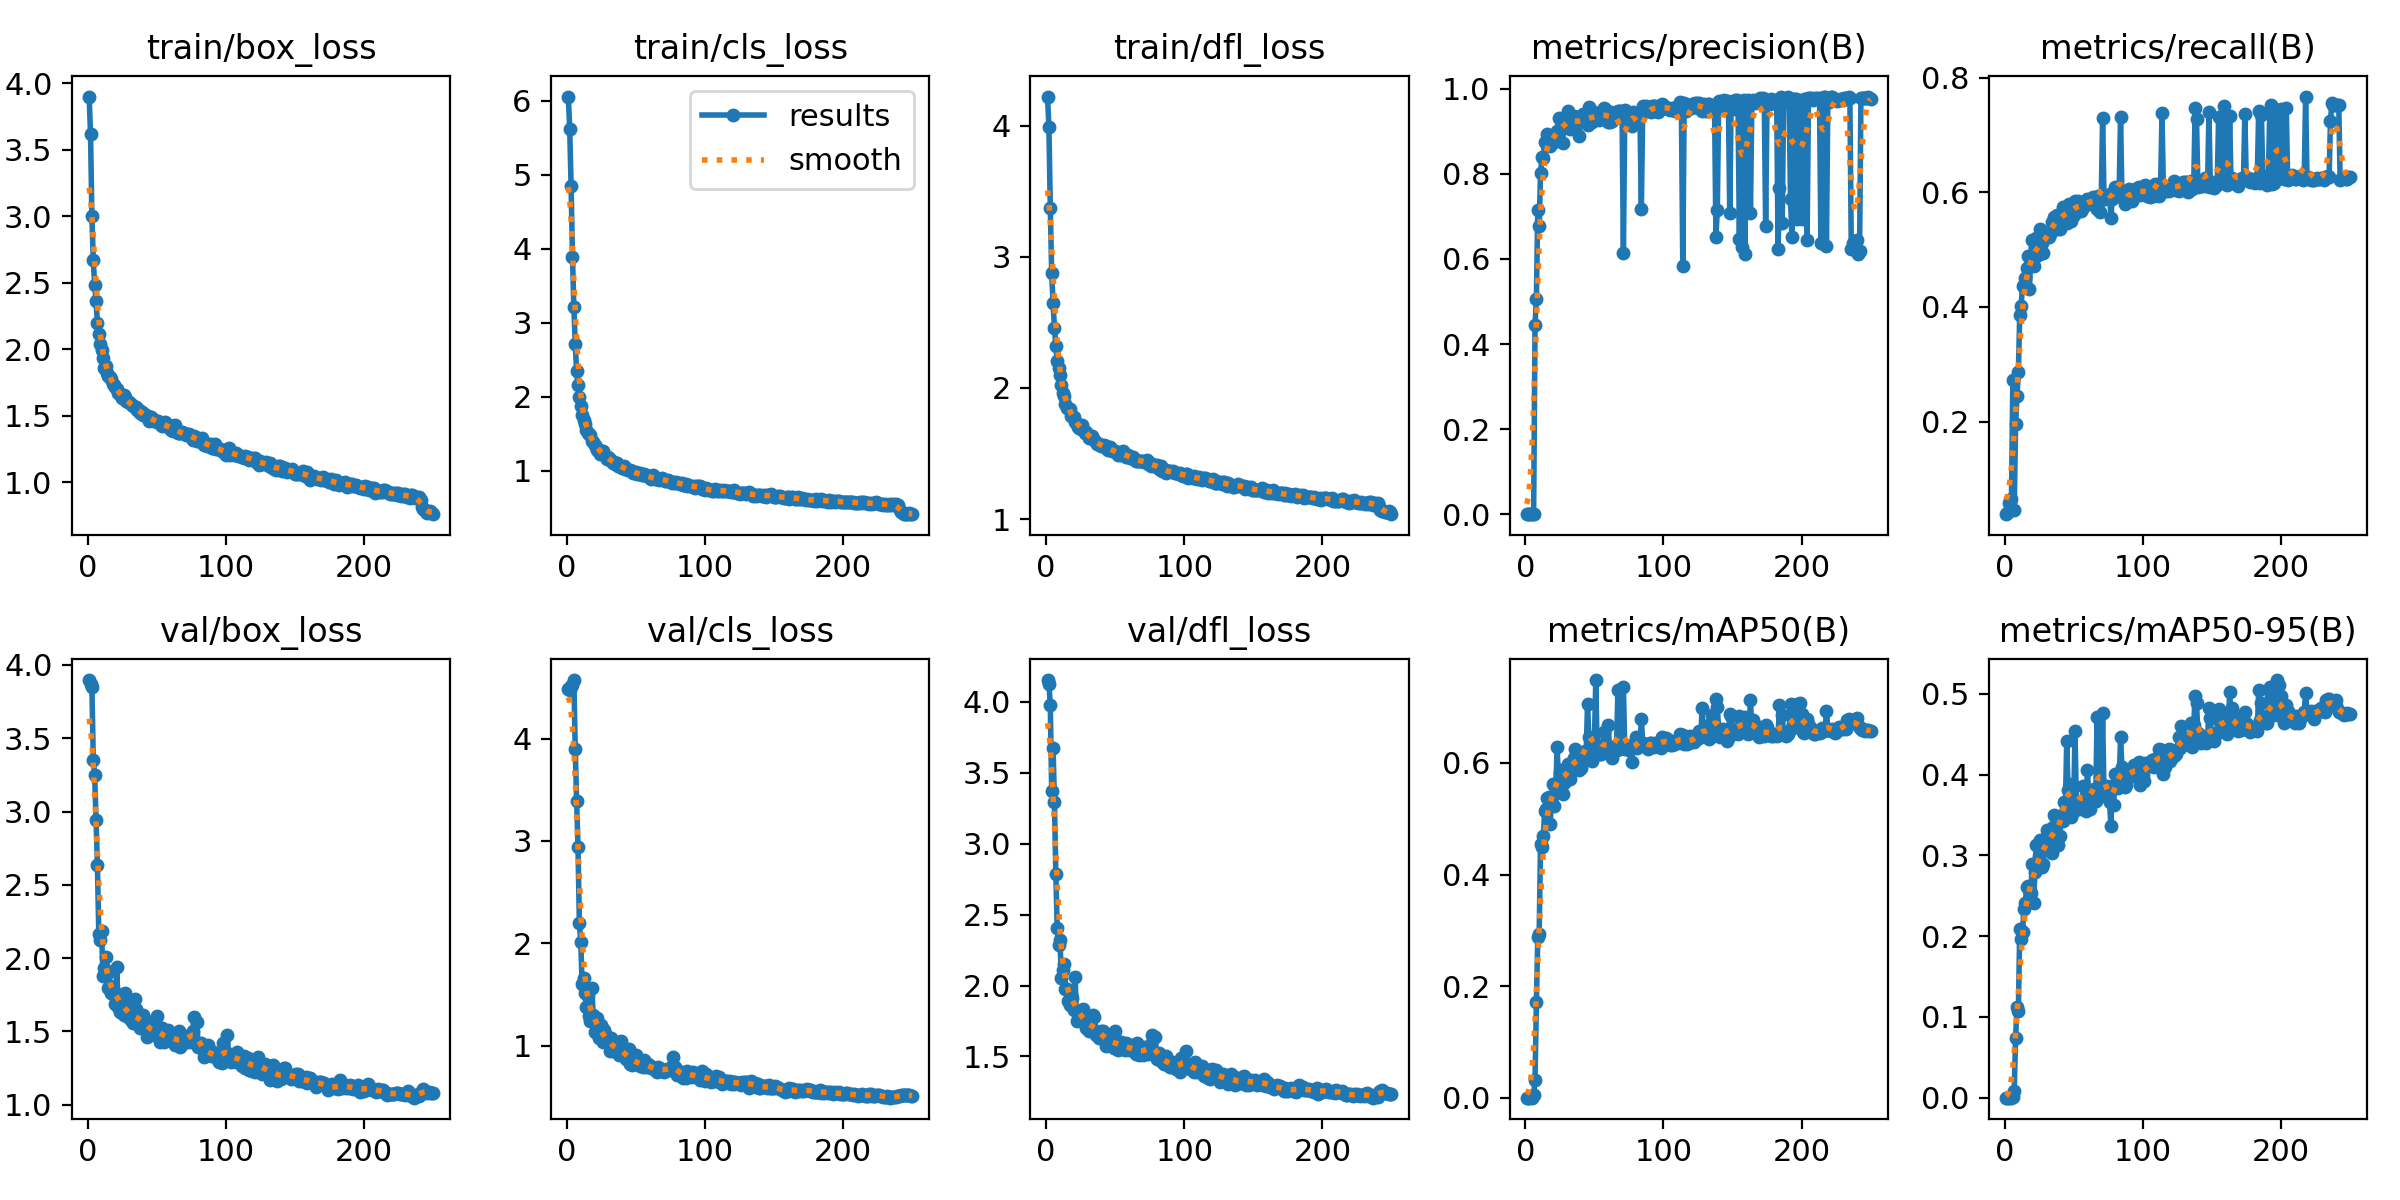 train/box_loss
train/cls_loss
train/dfl_loss
metrics/precision(B)
metrics/recall(B)
4.0
3.5
3.0
2.5
2.0
1.5
1.0
0 100 200
6
5
4
3
2
1
0 100 200
results
smooth
4
3
2
1
0 100 200
1.0
0.8
0.6
0.4
0.2
0.0
0 100 200
0.8
0.6
0.4
0.2
0 100 200
val/box_loss
val/cls_loss
val/dfl_loss
metrics/mAP50(B)
metrics/mAP50-95(B)
4.0
3.5
3.0
2.5
2.0
1.5
1.0
0 100 200
4
3
2
1
0 100 200
4.0
3.5
3.0
2.5
2.0
1.5
0 100 200
0.6
0.4
0.2
0.0
0 100 200
0.5
0.4
0.3
0.2
0.1
0.0
0 100 200